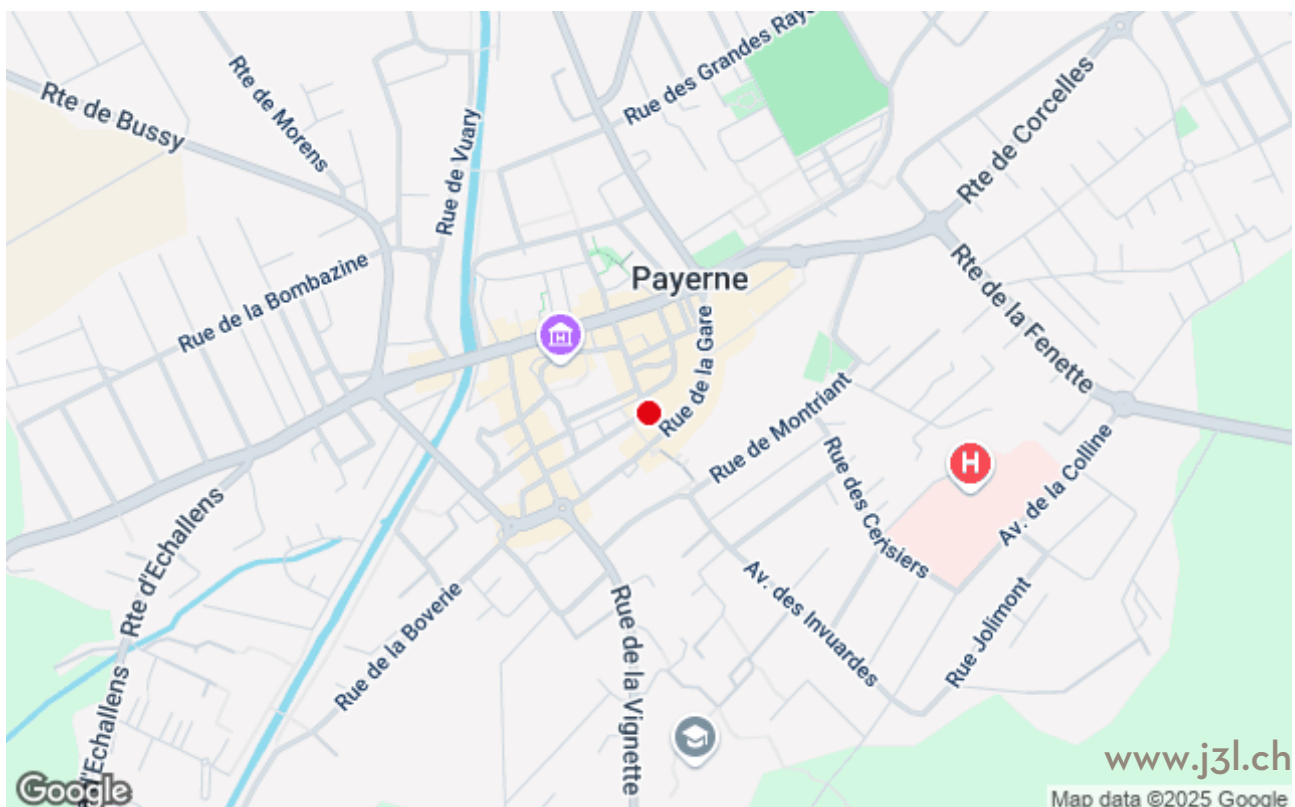 Rue des Grandes Ray
Rte de Morens
Rte de Bussy
Rue de Vuary
Rte de Corcelles
Rue de la Bombazine
Payerne
Rte de la Fenette
Rue de la Gare
Rue de Montriant
H
Rue des Cerisiers
Av. de la Colline
Rte d'Echallens
Av. des Invuardes
Rue Jolimont
Rue de la Boverie
Rue de la Vignette
d'Echallens
www.j3l.ch
Google
Map data ©2025 Google